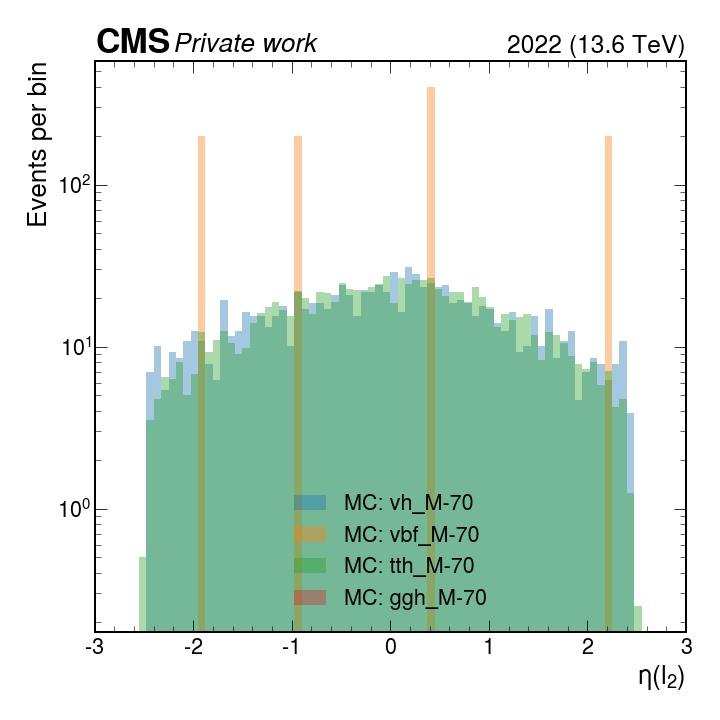 CMS Private work 2022 (13.6 TeV)
Events per bin
10²
10¹
10⁰
MC: vh_M-70
MC: vbf_M-70
MC: tth_M-70
MC: ggh_M-70
-3 -2 -1 0 1 2 3
η(l₂)